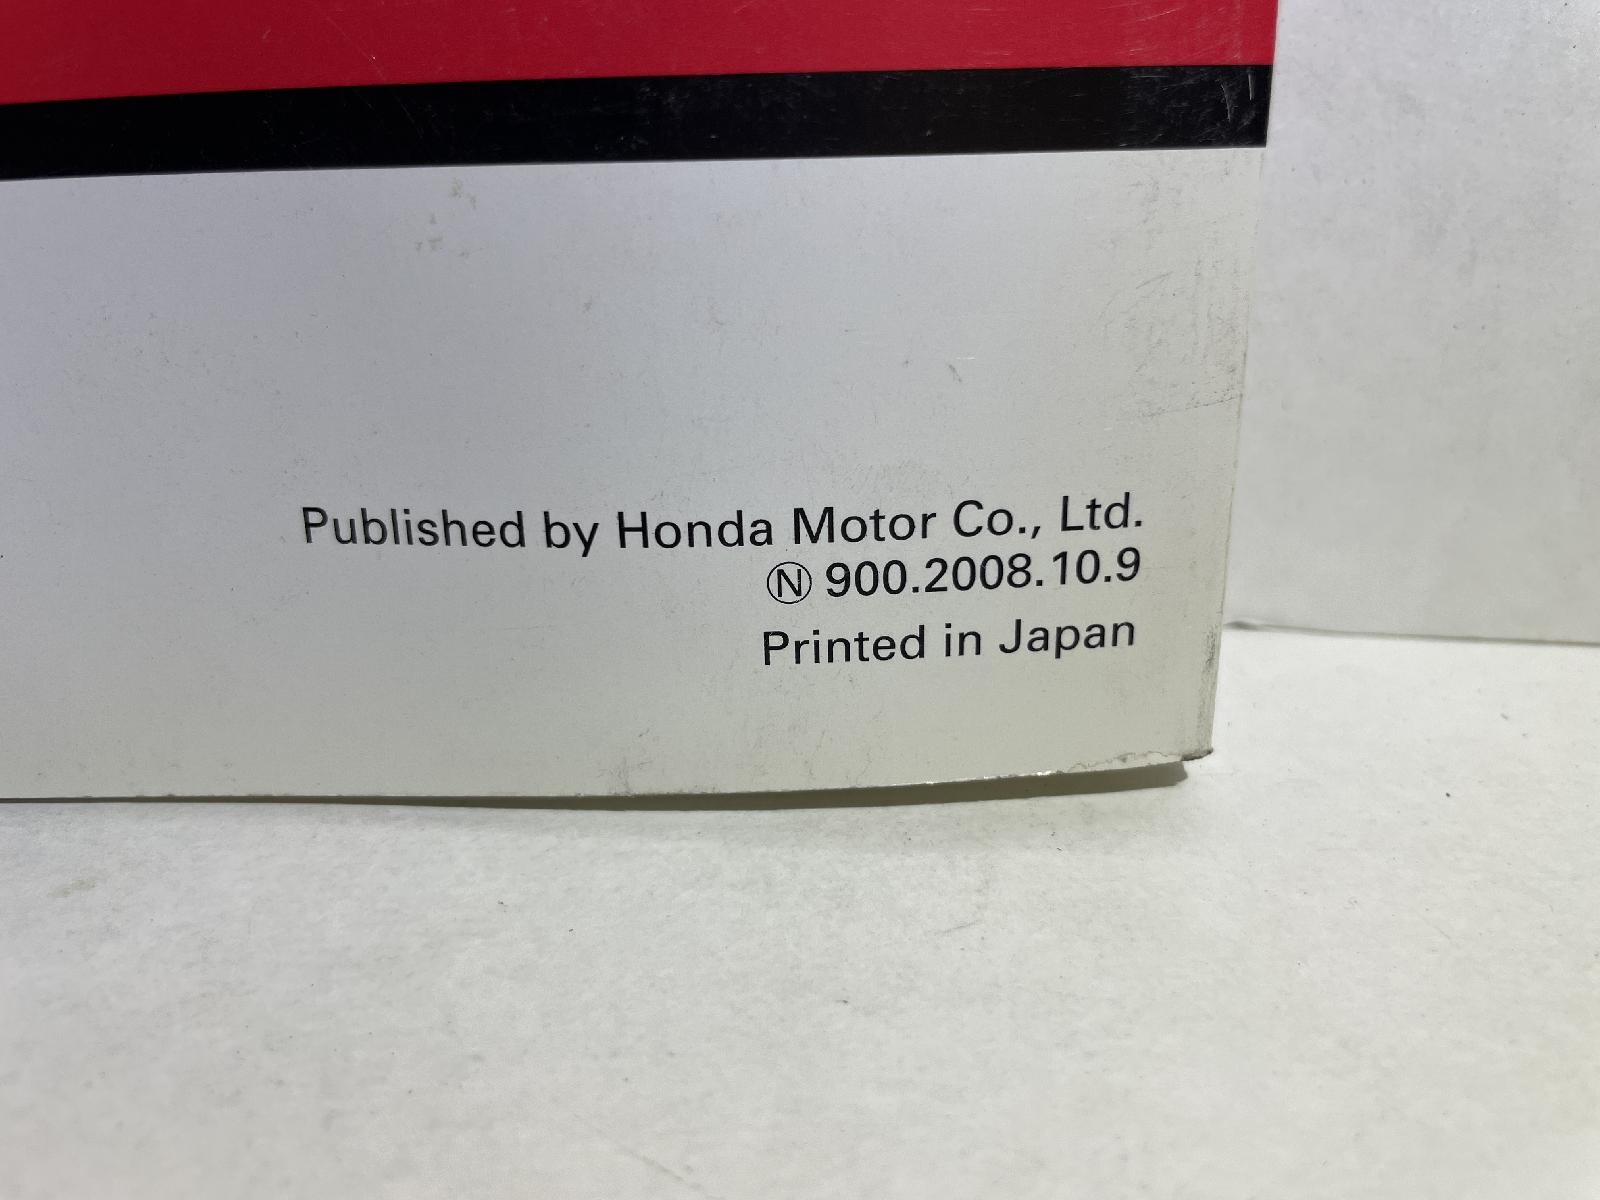 Published by Honda Motor Co., Ltd.
Ⓝ 900.2008.10.9
Printed in Japan